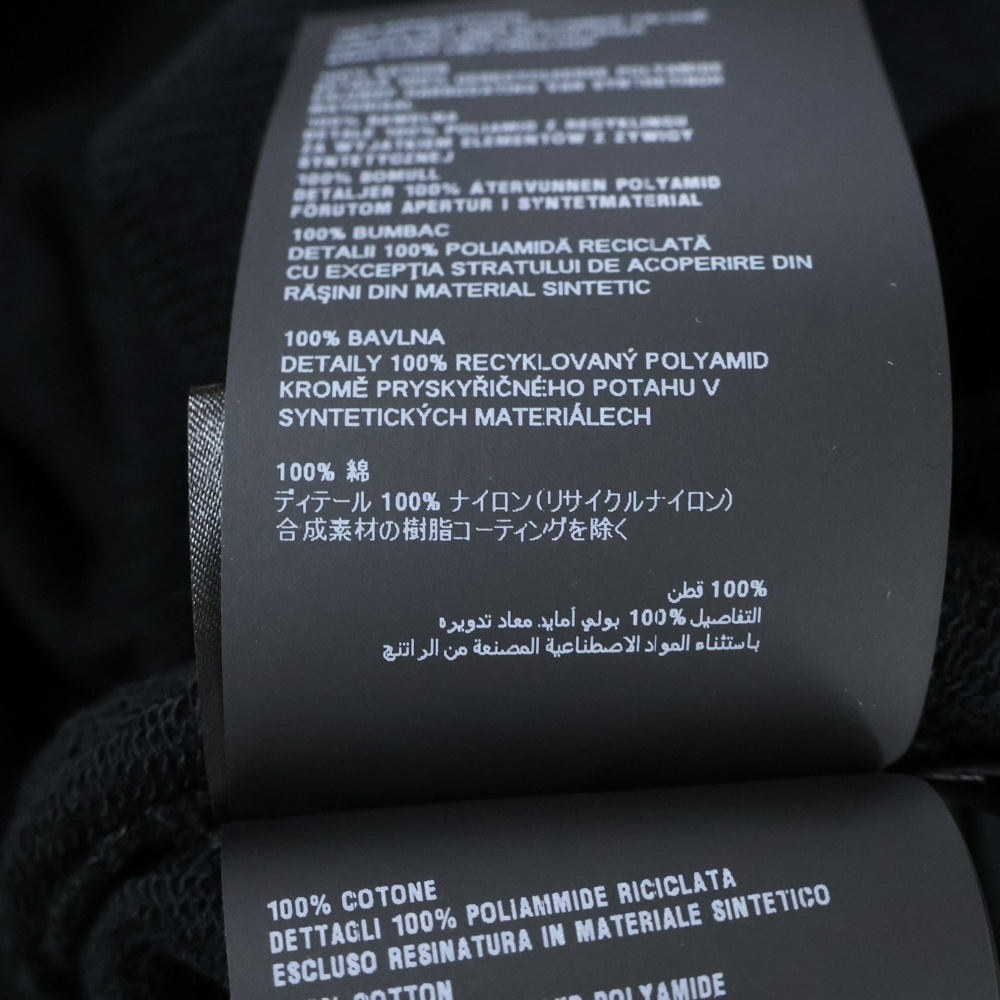 100% COTONE
100% BOMULL
DETALJER 100% ÅTERVUNNEN POLYAMID
FÖRUTOM APERTUR I SYNTETMATERIAL
100% BUMBAC
DETALII 100% POLIAMIDĂ RECICLATĂ
CU EXCEPȚIA STRATULUI DE ACOPERIRE DIN
RĂȘINI DIN MATERIAL SINTETIC
100% BAVLNA
DETAILY 100% RECYKLOVANÝ POLYAMID
KROMĚ PRYSKYŘIČNÉHO POTAHU V
SYNTETICKÝCH MATERIÁLECH
100% 綿
ディテール 100% ナイロン(リサイクルナイロン)
合成素材の樹脂コーティングを除く
100% قطن
التفاصيل 100% بولي أمايد معاد تدويره
باستثناء المواد الاصطناعية المصنعة من الراتنج
100% COTONE
DETTAGLI 100% POLIAMMIDE RICICLATA
ESCLUSO RESINATURA IN MATERIALE SINTETICO
COTTON
POLYAMIDE